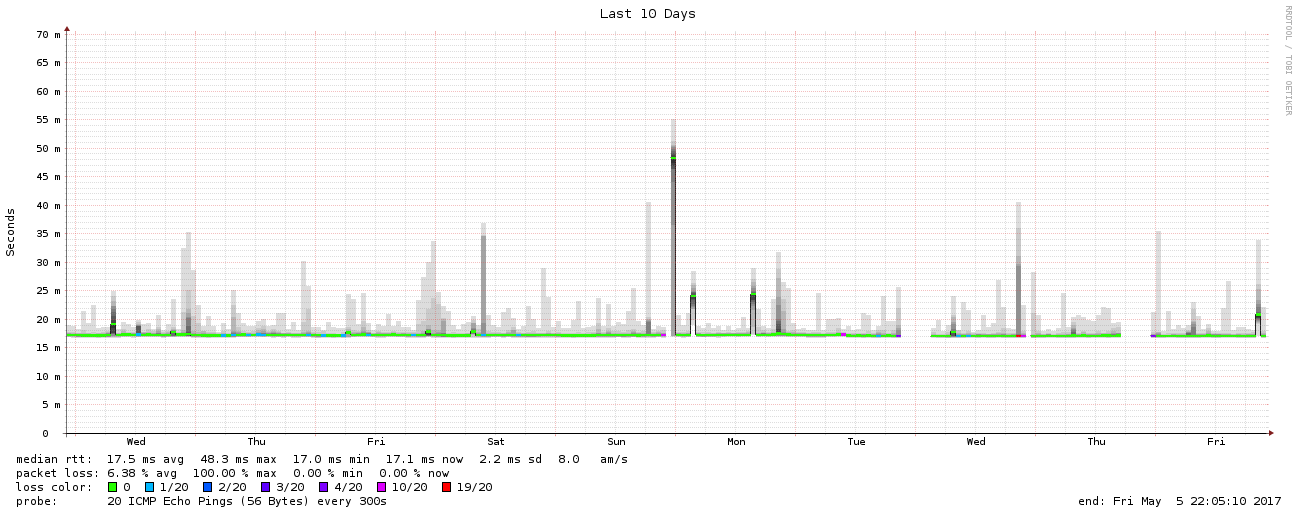 Last 10 Days
RRDTOOL / TOBI OETIKER
70 m
65 m
60 m
55 m
50 m
45 m
40 m
35 m
30 m
25 m
20 m
15 m
10 m
5 m
0
Seconds
Wed Thu Fri Sat Sun Mon Tue Wed Thu Fri
median rtt: 17.5 ms avg 48.3 ms max 17.0 ms min 17.1 ms now 2.2 ms sd 8.0 am/s
packet loss: 6.38 % avg 100.00 % max 0.00 % min 0.00 % now
loss color: 0 1/20 2/20 3/20 4/20 10/20 19/20
probe: 20 ICMP Echo Pings (56 Bytes) every 300s end: Fri May 5 22:05:10 2017